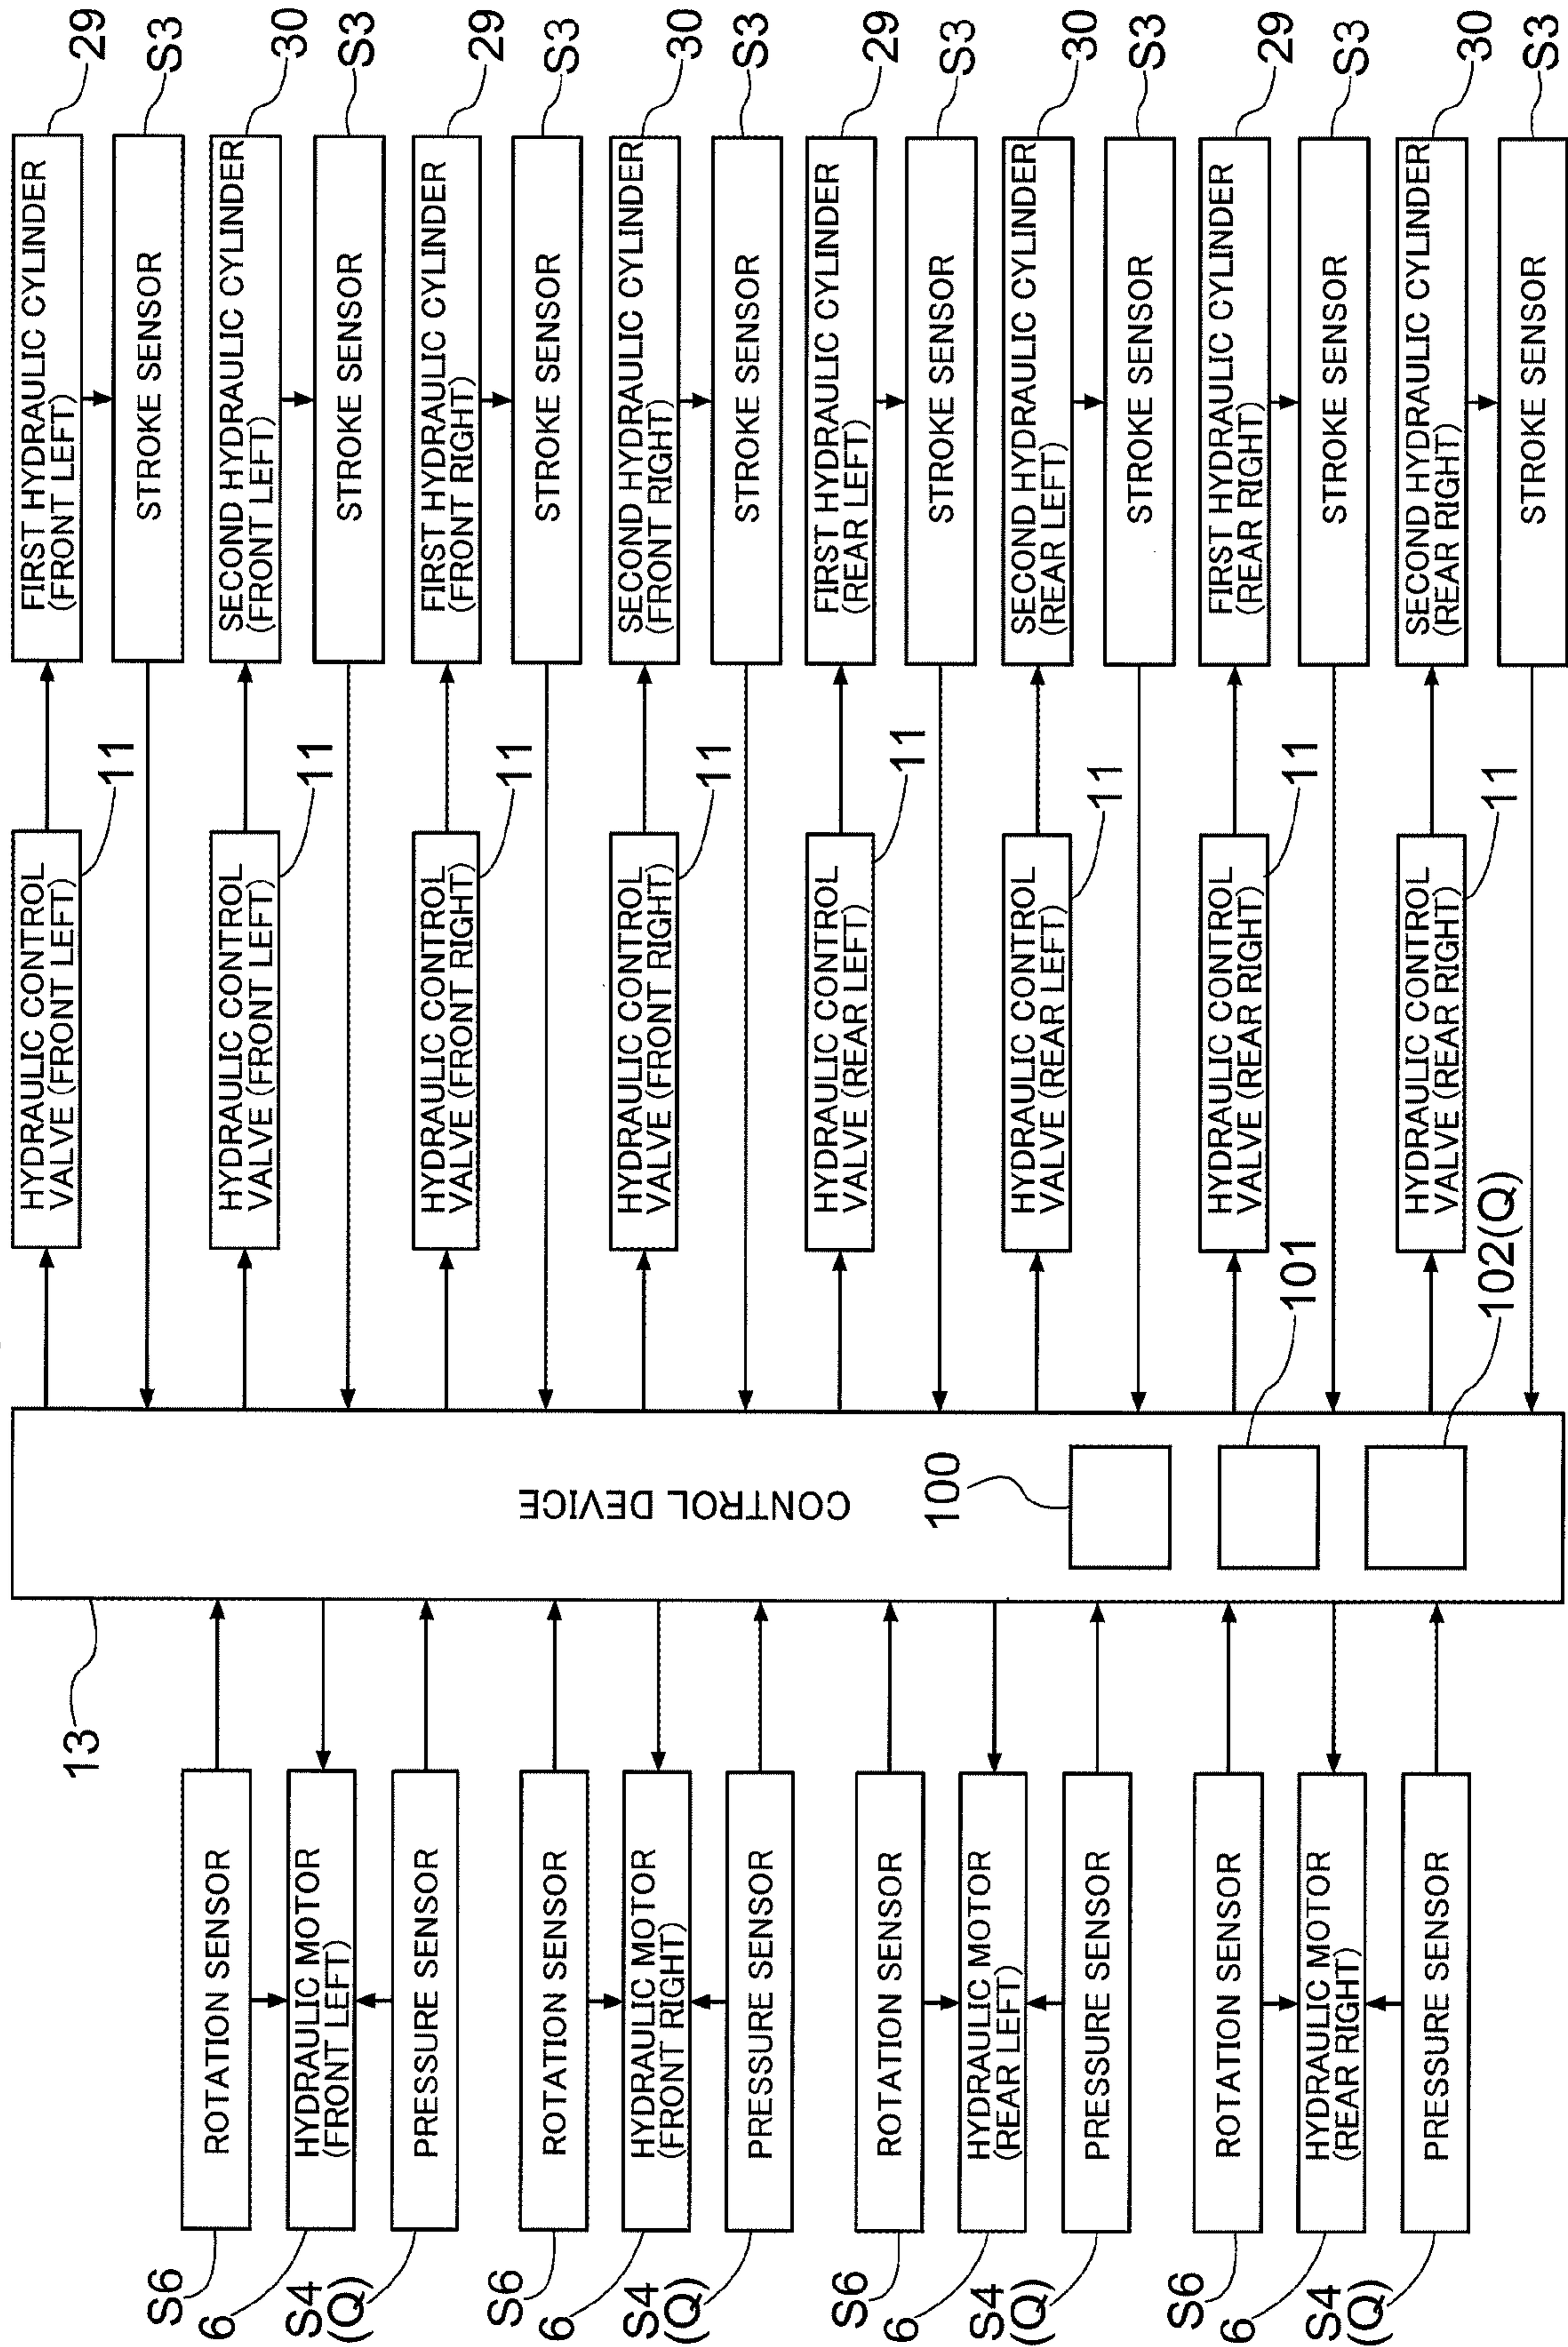 S6
ROTATION SENSOR
6
HYDRAULIC MOTOR
(FRONT LEFT)
S4
(Q)
PRESSURE SENSOR
S6
ROTATION SENSOR
6
HYDRAULIC MOTOR
(FRONT RIGHT)
S4
(Q)
PRESSURE SENSOR
S6
ROTATION SENSOR
6
HYDRAULIC MOTOR
(REAR LEFT)
S4
(Q)
PRESSURE SENSOR
S6
ROTATION SENSOR
6
HYDRAULIC MOTOR
(REAR RIGHT)
S4
(Q)
PRESSURE SENSOR
13
CONTROL DEVICE
100
101
102(Q)
HYDRAULIC CONTROL
VALVE (FRONT LEFT)
11
FIRST HYDRAULIC CYLINDER
(FRONT LEFT)
29
STROKE SENSOR
S3
HYDRAULIC CONTROL
VALVE (FRONT LEFT)
11
SECOND HYDRAULIC CYLINDER
(FRONT LEFT)
30
STROKE SENSOR
S3
HYDRAULIC CONTROL
VALVE (FRONT RIGHT)
11
FIRST HYDRAULIC CYLINDER
(FRONT RIGHT)
29
STROKE SENSOR
S3
HYDRAULIC CONTROL
VALVE (FRONT RIGHT)
11
SECOND HYDRAULIC CYLINDER
(FRONT RIGHT)
30
STROKE SENSOR
S3
HYDRAULIC CONTROL
VALVE (REAR LEFT)
11
FIRST HYDRAULIC CYLINDER
(REAR LEFT)
29
STROKE SENSOR
S3
HYDRAULIC CONTROL
VALVE (REAR LEFT)
11
SECOND HYDRAULIC CYLINDER
(REAR LEFT)
30
STROKE SENSOR
S3
HYDRAULIC CONTROL
VALVE (REAR RIGHT)
11
FIRST HYDRAULIC CYLINDER
(REAR RIGHT)
29
STROKE SENSOR
S3
HYDRAULIC CONTROL
VALVE (REAR RIGHT)
11
SECOND HYDRAULIC CYLINDER
(REAR RIGHT)
30
STROKE SENSOR
S3